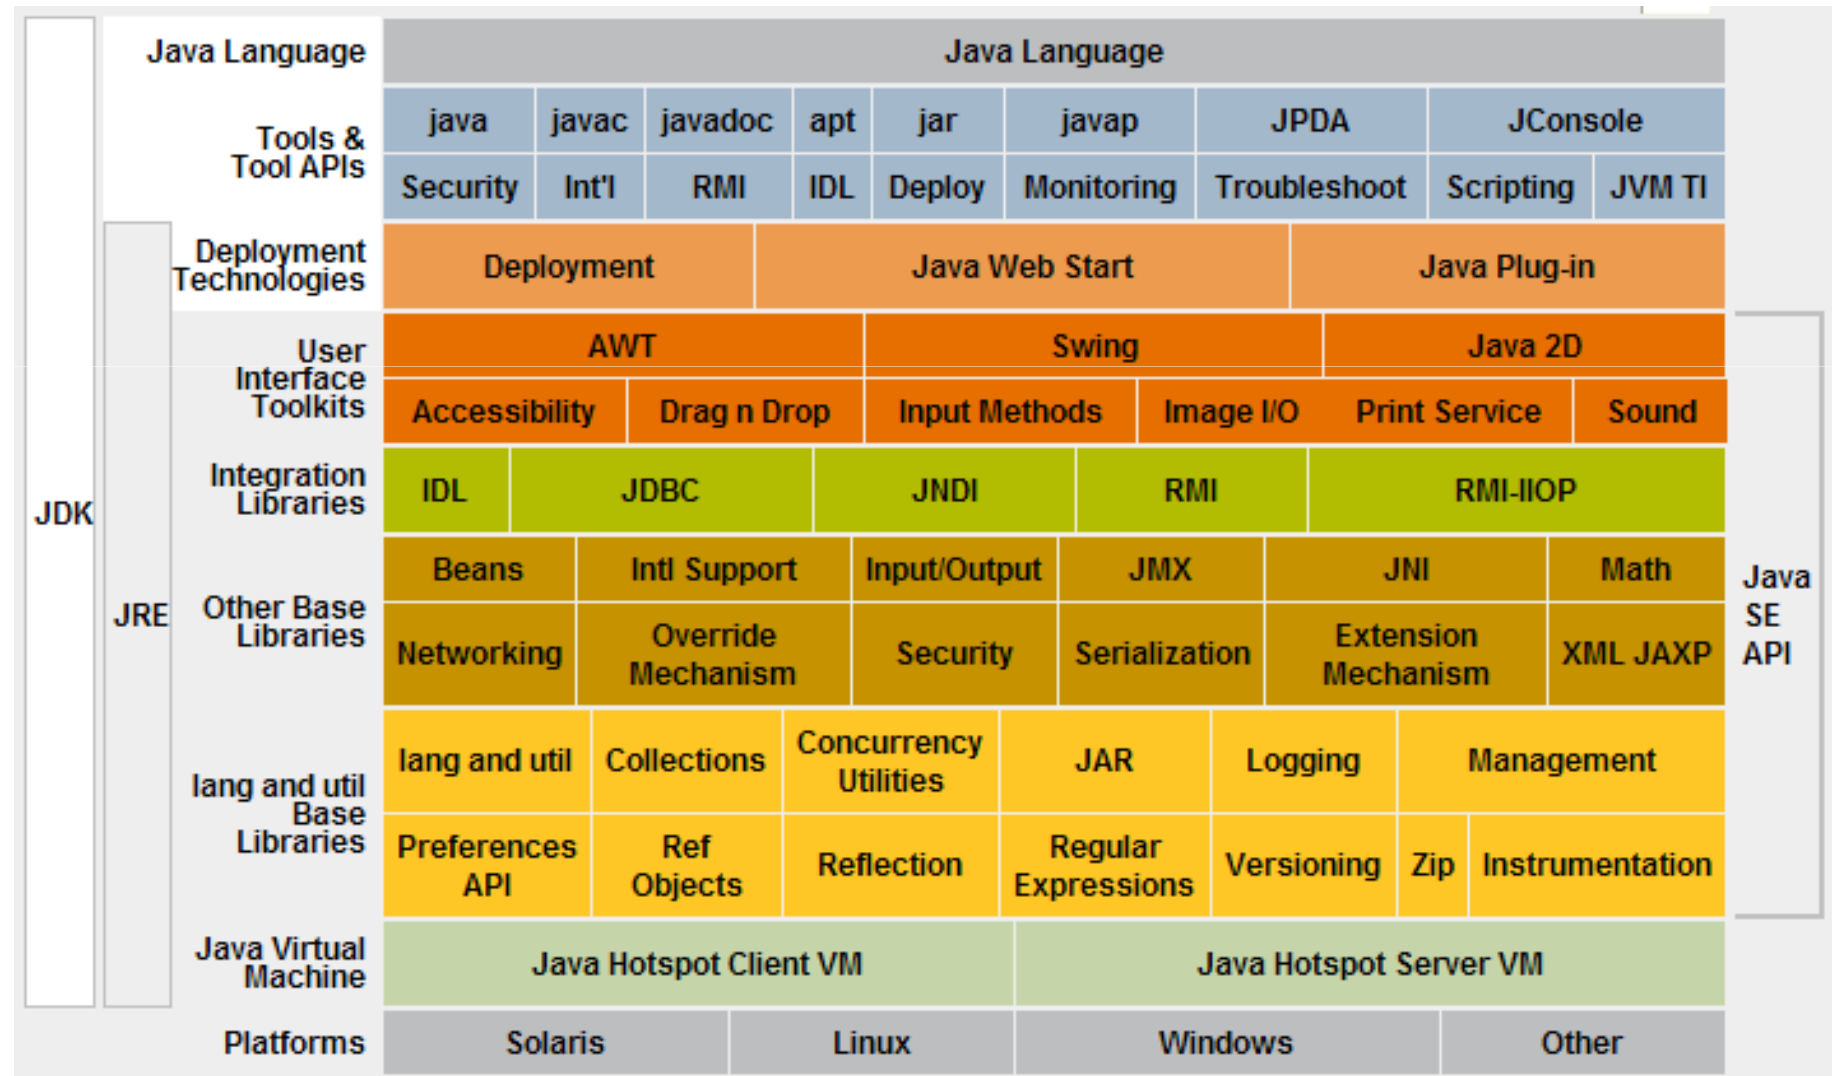 Java Language
Java Language
Tools &
Tool APIs
java javac javadoc apt jar javap JPDA JConsole
Security Int'l RMI IDL Deploy Monitoring Troubleshoot Scripting JVM TI
Deployment
Technologies
Deployment Java Web Start Java Plug-in
User
Interface
Toolkits
AWT Swing Java 2D
Accessibility Drag n Drop Input Methods Image I/O Print Service Sound
Integration
Libraries
IDL JDBC JNDI RMI RMI-IIOP
JDK
JRE
Other Base
Libraries
Beans Intl Support Input/Output JMX JNI Math
Networking Override
Mechanism Security Serialization Extension
Mechanism XML JAXP
Java
SE
API
lang and util
Base
Libraries
lang and util Collections Concurrency
Utilities JAR Logging Management
Preferences
API Ref
Objects Reflection Regular
Expressions Versioning Zip Instrumentation
Java Virtual
Machine
Java Hotspot Client VM Java Hotspot Server VM
Platforms
Solaris Linux Windows Other